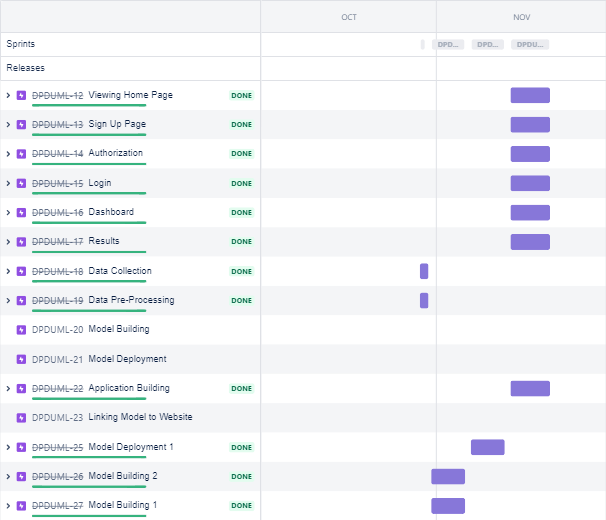 OCT NOV
Sprints DPD... DPD... DPDU...
Releases
DPDUML-12 Viewing Home Page DONE
DPDUML-13 Sign Up Page DONE
DPDUML-14 Authorization DONE
DPDUML-15 Login DONE
DPDUML-16 Dashboard DONE
DPDUML-17 Results DONE
DPDUML-18 Data Collection DONE
DPDUML-19 Data Pre-Processing DONE
DPDUML-20 Model Building
DPDUML-21 Model Deployment
DPDUML-22 Application Building DONE
DPDUML-23 Linking Model to Website
DPDUML-25 Model Deployment 1 DONE
DPDUML-26 Model Building 2 DONE
DPDUML-27 Model Building 1 DONE